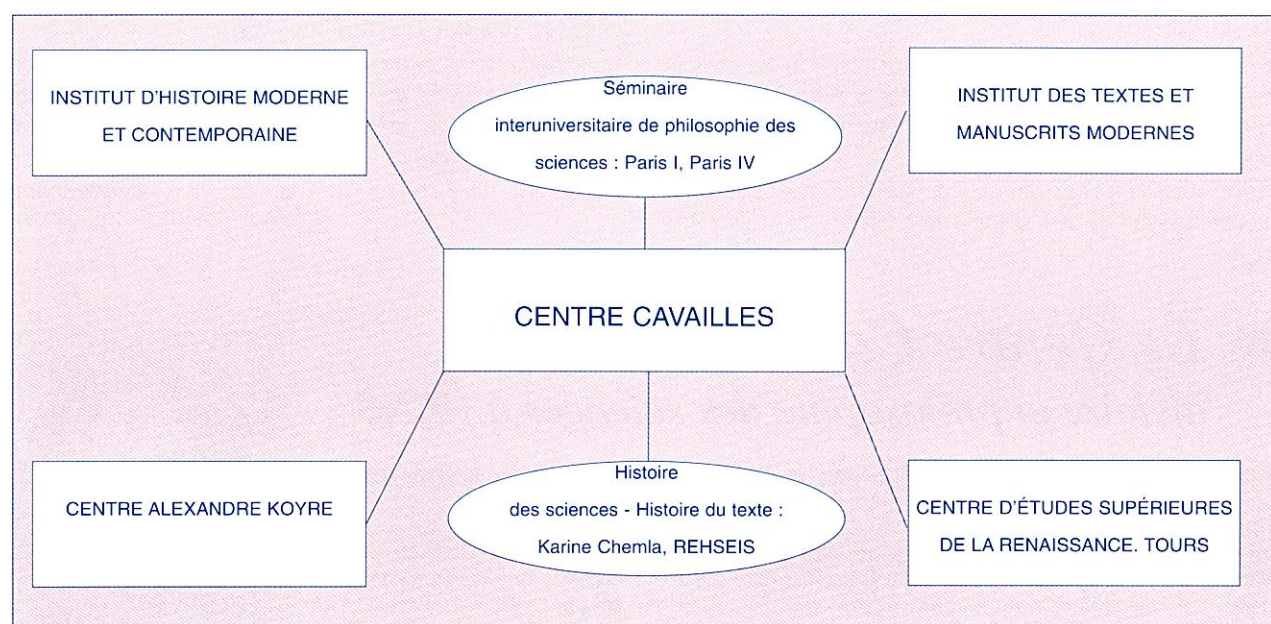 INSTITUT D'HISTOIRE MODERNE
ET CONTEMPORAINE
Séminaire
interuniversitaire de philosophie des
sciences : Paris I, Paris IV
INSTITUT DES TEXTES ET
MANUSCRITS MODERNES
CENTRE CAVAILLES
CENTRE ALEXANDRE KOYRE
Histoire
des sciences - Histoire du texte :
Karine Chemla, REHSEIS
CENTRE D'ÉTUDES SUPÉRIEURES
DE LA RENAISSANCE. TOURS